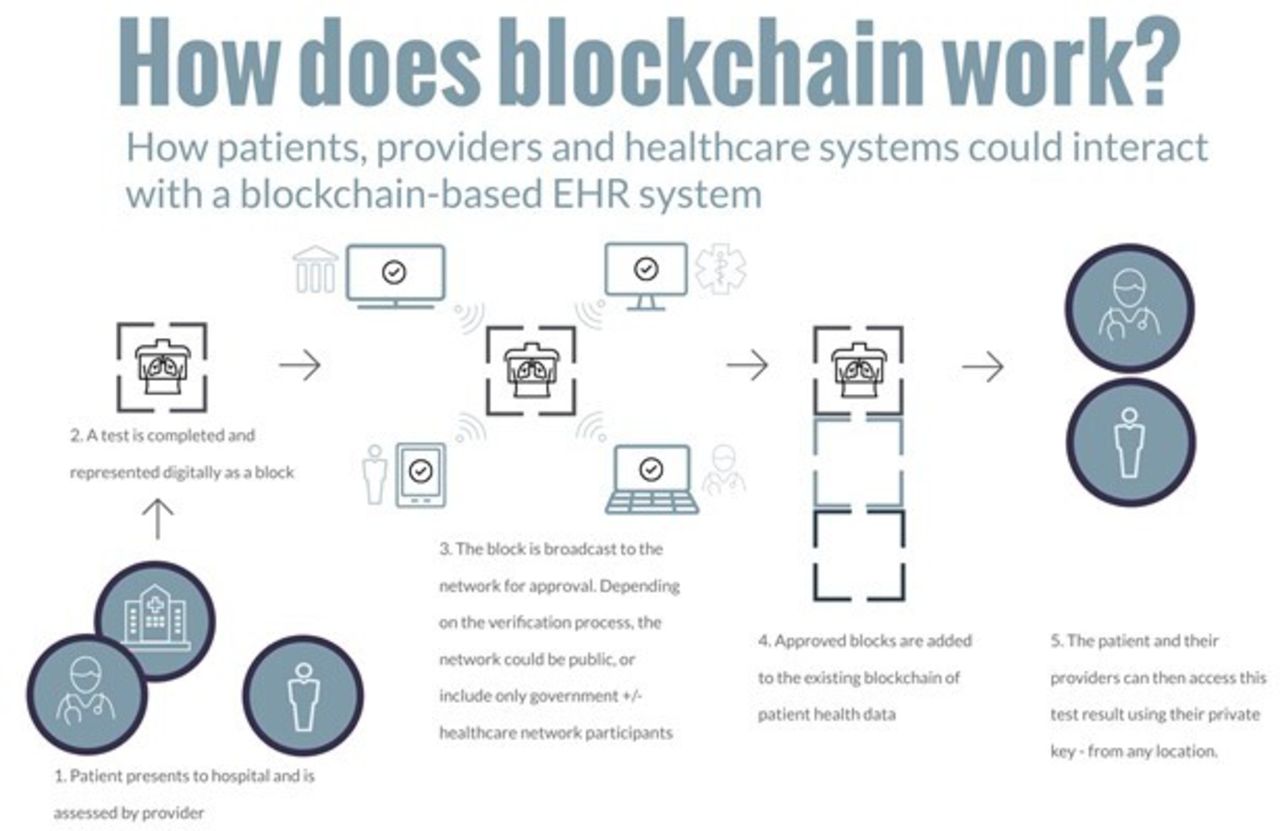 How does blockchain work?
How patients, providers and healthcare systems could interact
with a blockchain-based EHR system
1. Patient presents to hospital and is
assessed by provider
2. A test is completed and
represented digitally as a block
3. The block is broadcast to the
network for approval. Depending
on the verification process, the
network could be public, or
include only government +/-
healthcare network participants
4. Approved blocks are added
to the existing blockchain of
patient health data
5. The patient and their
providers can then access this
test result using their private
key - from any location.